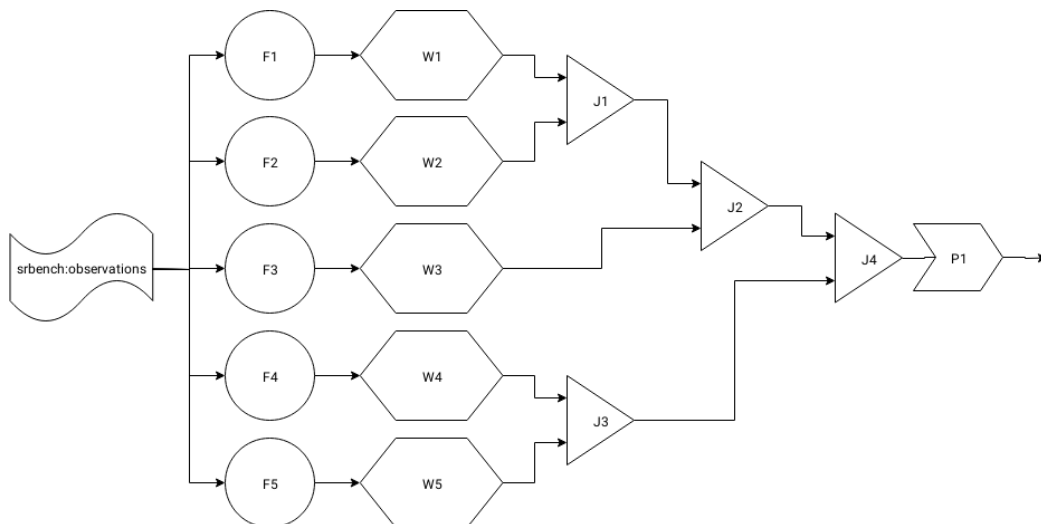 F1
W1
J1
F2
W2
J2
srbench:observations
F3
W3
J4
P1
F4
W4
J3
F5
W5